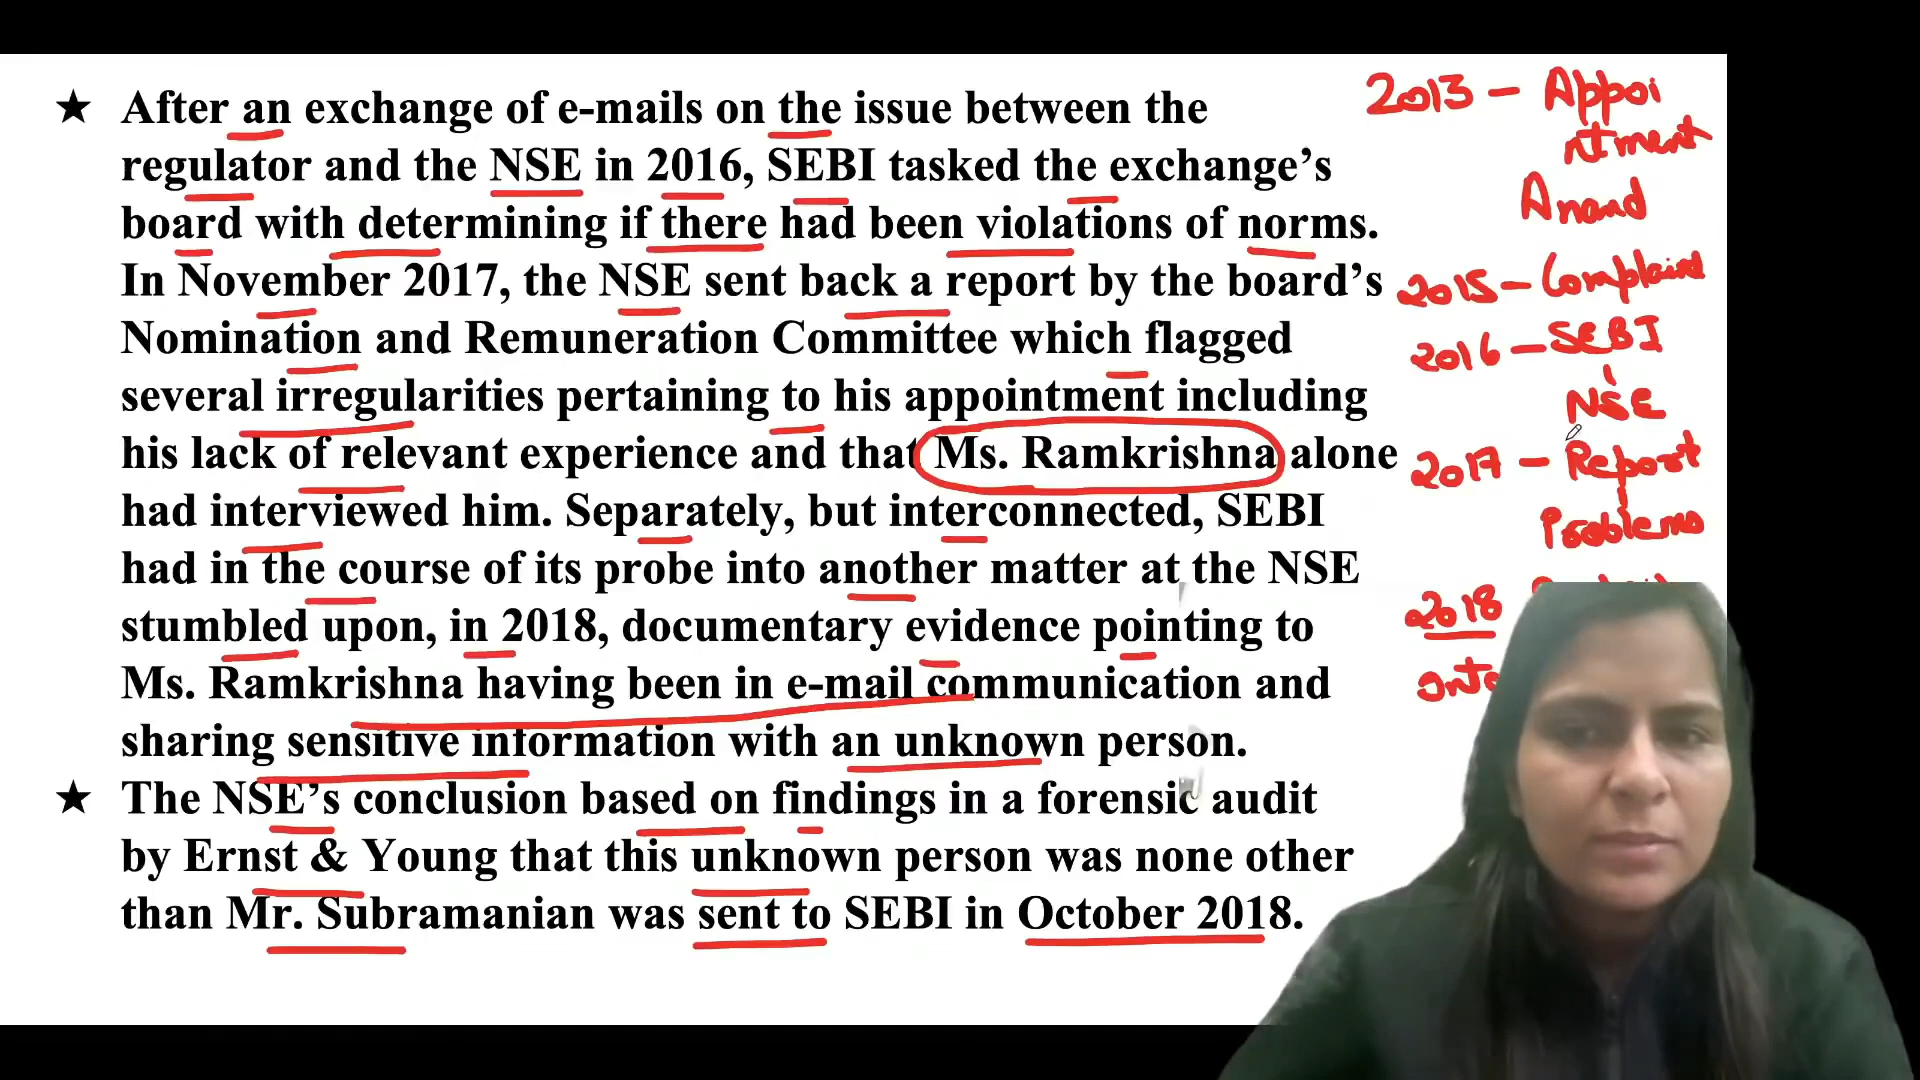 ★ After an exchange of e-mails on the issue between the
regulator and the NSE in 2016, SEBI tasked the exchange’s
board with determining if there had been violations of norms.
In November 2017, the NSE sent back a report by the board’s
Nomination and Remuneration Committee which flagged
several irregularities pertaining to his appointment including
his lack of relevant experience and that Ms. Ramkrishna alone
had interviewed him. Separately, but interconnected, SEBI
had in the course of its probe into another matter at the NSE
stumbled upon, in 2018, documentary evidence pointing to
Ms. Ramkrishna having been in e-mail communication and
sharing sensitive information with an unknown person.
★ The NSE’s conclusion based on findings in a forensic audit
by Ernst & Young that this unknown person was none other
than Mr. Subramanian was sent to SEBI in October 2018.
2013 - Appoi
ntment
Anand
2015 - Complaint
2016 - SEBI
NSE
2017 - Report
Problems
2018